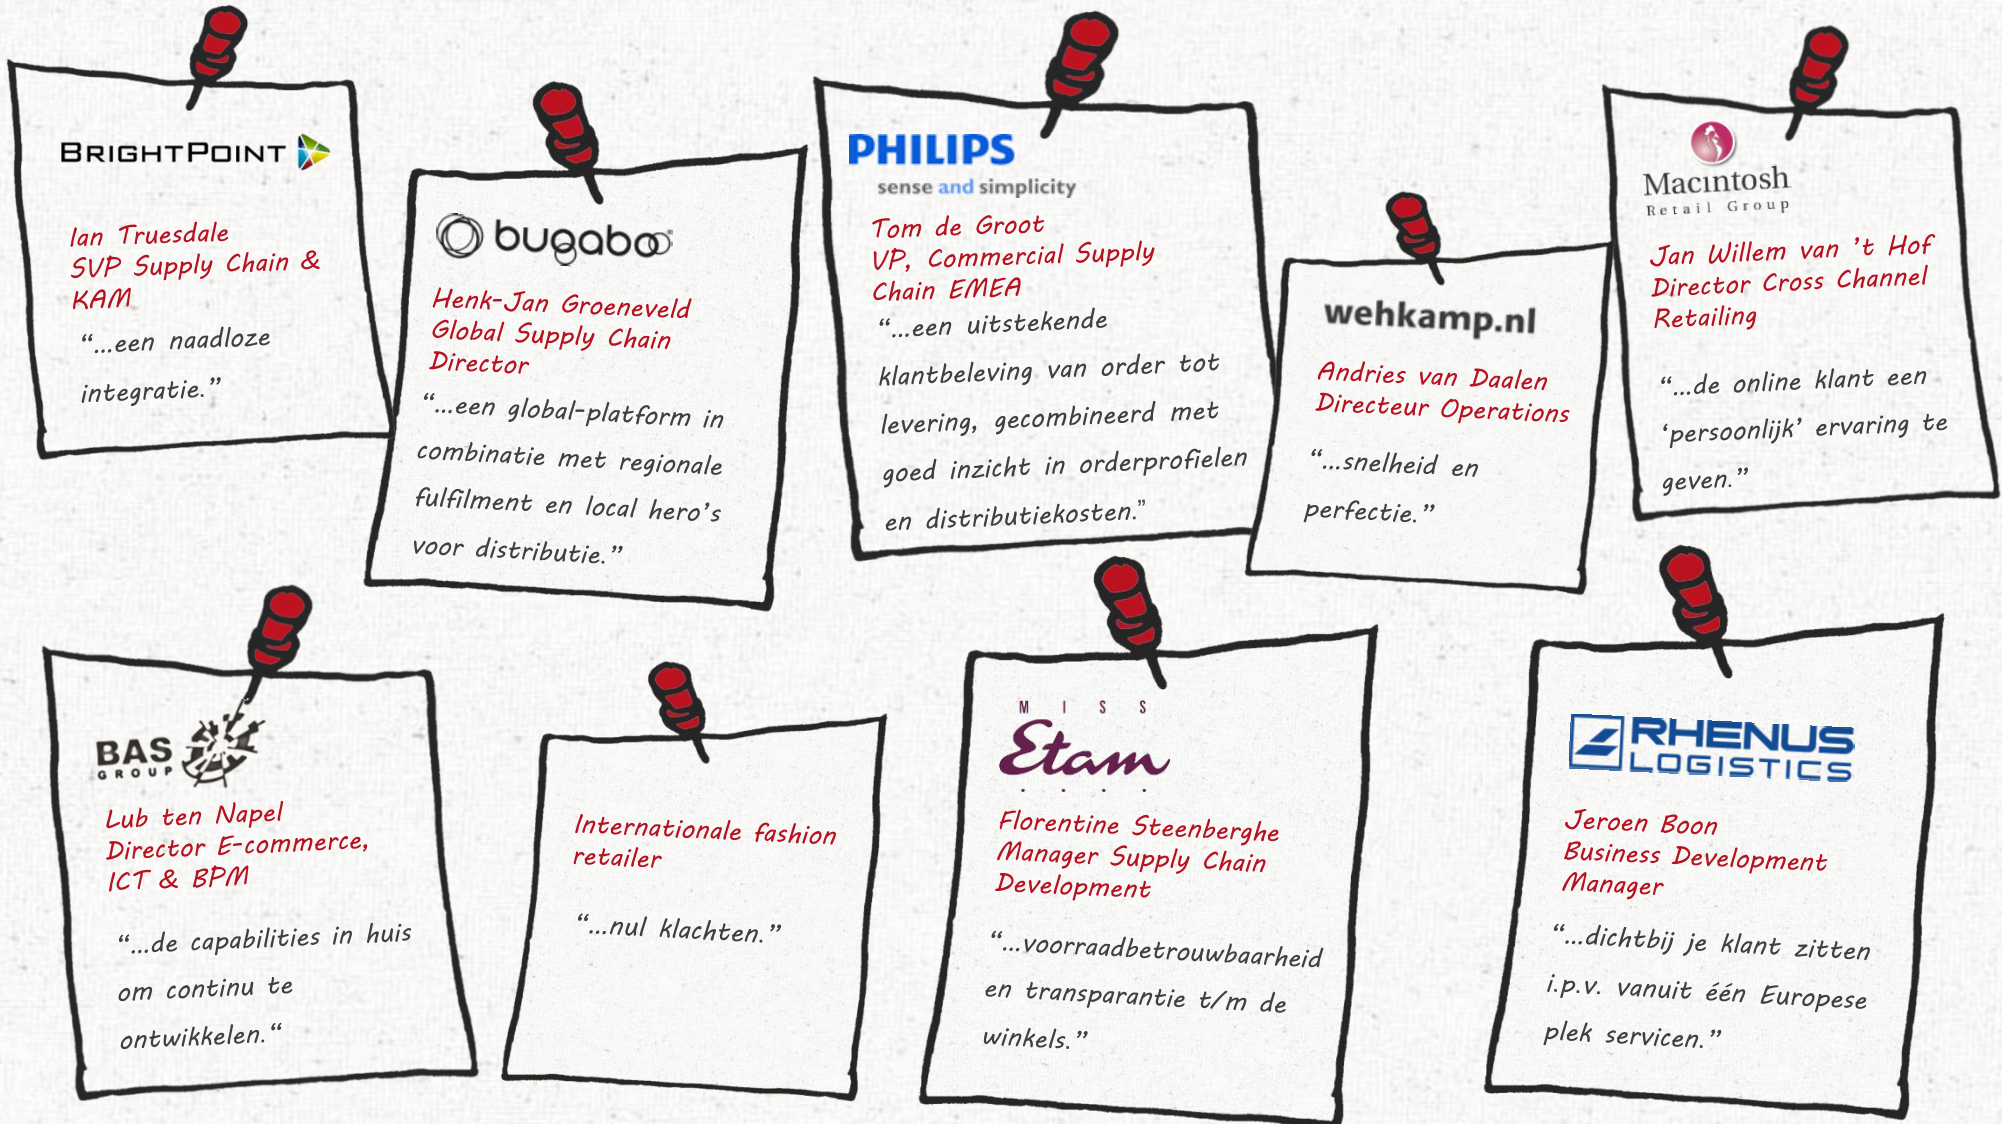 BRIGHTPOINT
Ian Truesdale
SVP Supply Chain &
KAM
“...een naadloze
integratie.”
bugaboo
Henk-Jan Groeneveld
Global Supply Chain
Director
“...een global-platform in
combinatie met regionale
fulfilment en local hero’s
voor distributie.”
PHILIPS
sense and simplicity
Tom de Groot
VP, Commercial Supply
Chain EMEA
“...een uitstekende
klantbeleving van order tot
levering, gecombineerd met
goed inzicht in orderprofielen
en distributiekosten.”
wehkamp.nl
Andries van Daalen
Directeur Operations
“...snelheid en
perfectie.”
Macintosh
Retail Group
Jan Willem van ’t Hof
Director Cross Channel
Retailing
“...de online klant een
‘persoonlijk’ ervaring te
geven.”
BAS
GROUP
Lub ten Napel
Director E-commerce,
ICT & BPM
“...de capabilities in huis
om continu te
ontwikkelen.“
Internationale fashion
retailer
“...nul klachten.”
MISS
Etam
Florentine Steenberghe
Manager Supply Chain
Development
“...voorraadbetrouwbaarheid
en transparantie t/m de
winkels.”
RHENUS
LOGISTICS
Jeroen Boon
Business Development
Manager
“...dichtbij je klant zitten
i.p.v. vanuit één Europese
plek servicen.”